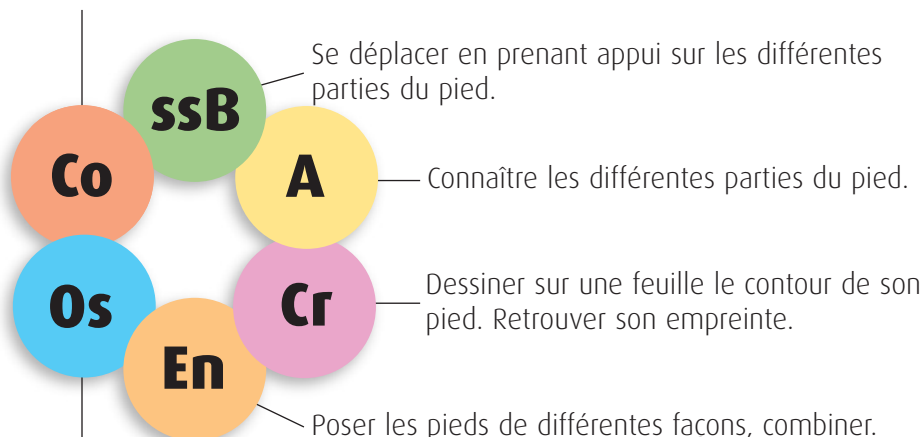 ssB
Se déplacer en prenant appui sur les différentes
parties du pied.
Co
A
Connaître les différentes parties du pied.
Os
Cr
Dessiner sur une feuille le contour de son
pied. Retrouver son empreinte.
En
Poser les pieds de différentes façons, combiner.